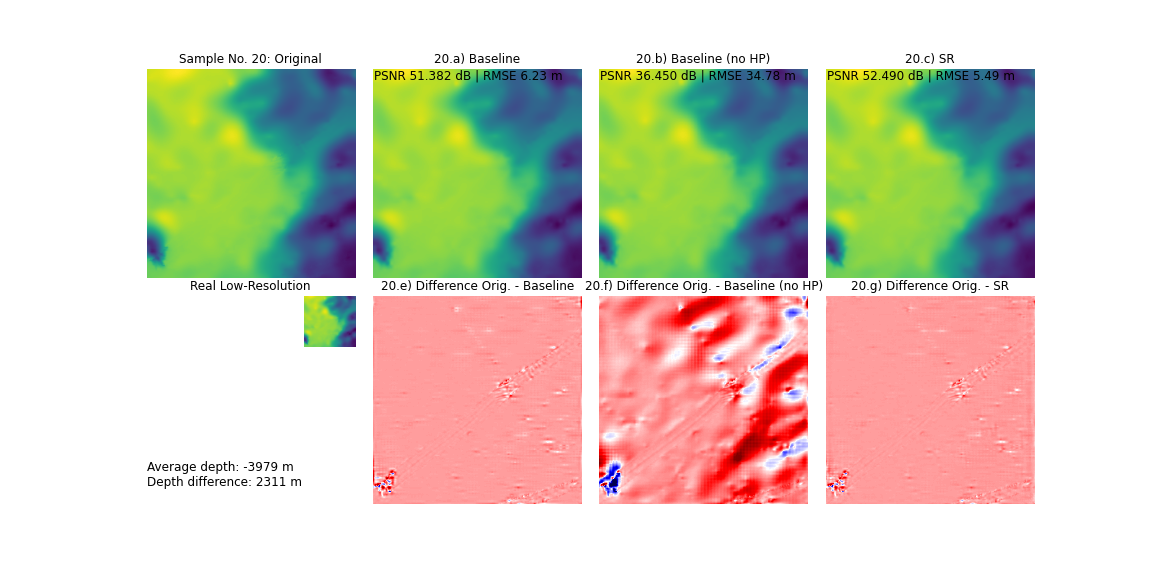 Sample No. 20: Original
20.a) Baseline
20.b) Baseline (no HP)
20.c) SR
PSNR 51.382 dB | RMSE 6.23 m
PSNR 36.450 dB | RMSE 34.78 m
PSNR 52.490 dB | RMSE 5.49 m
Real Low-Resolution
20.e) Difference Orig. - Baseline
20.f) Difference Orig. - Baseline (no HP)
20.g) Difference Orig. - SR
Average depth: -3979 m
Depth difference: 2311 m